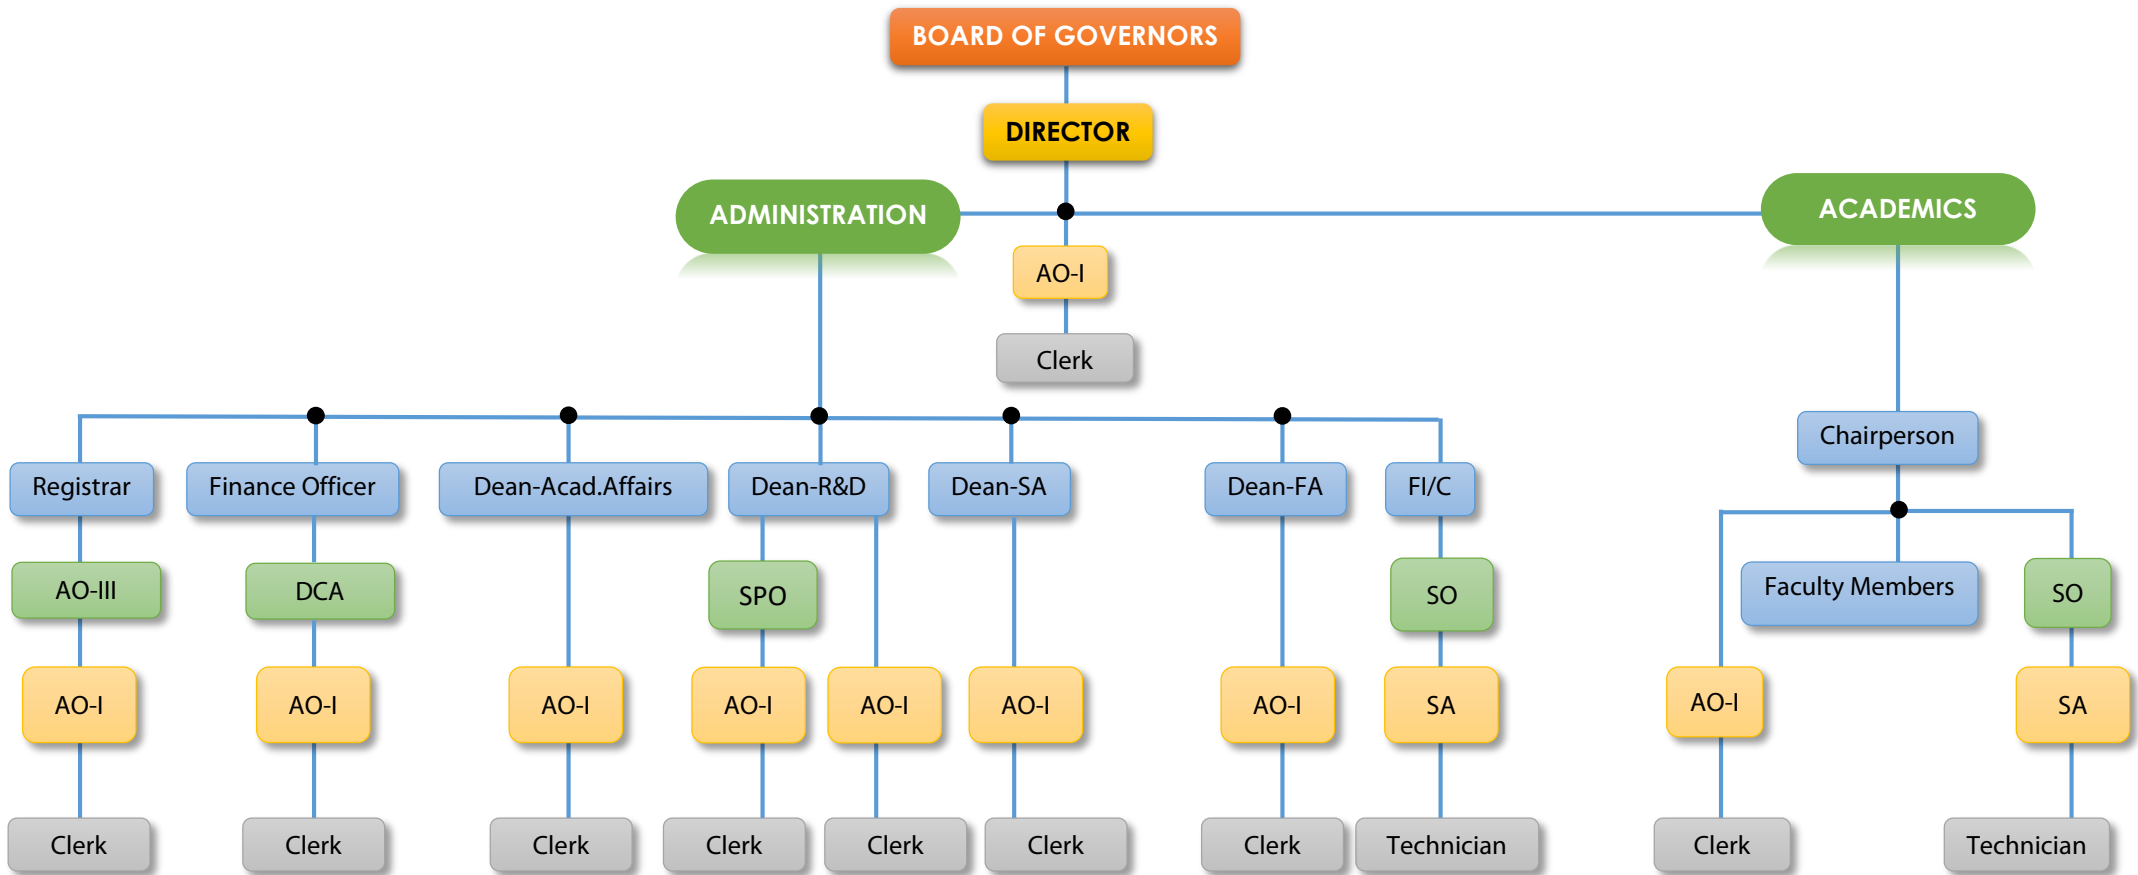 BOARD OF GOVERNORS
DIRECTOR
ADMINISTRATION
ACADEMICS
AO-I
Clerk
Chairperson
Registrar
Finance Officer
Dean-Acad.Affairs
Dean-R&D
Dean-SA
Dean-FA
FI/C
AO-III
DCA
SPO
SO
Faculty Members
SO
AO-I
AO-I
AO-I
AO-I
AO-I
AO-I
AO-I
SA
AO-I
SA
Clerk
Clerk
Clerk
Clerk
Clerk
Clerk
Clerk
Technician
Clerk
Technician